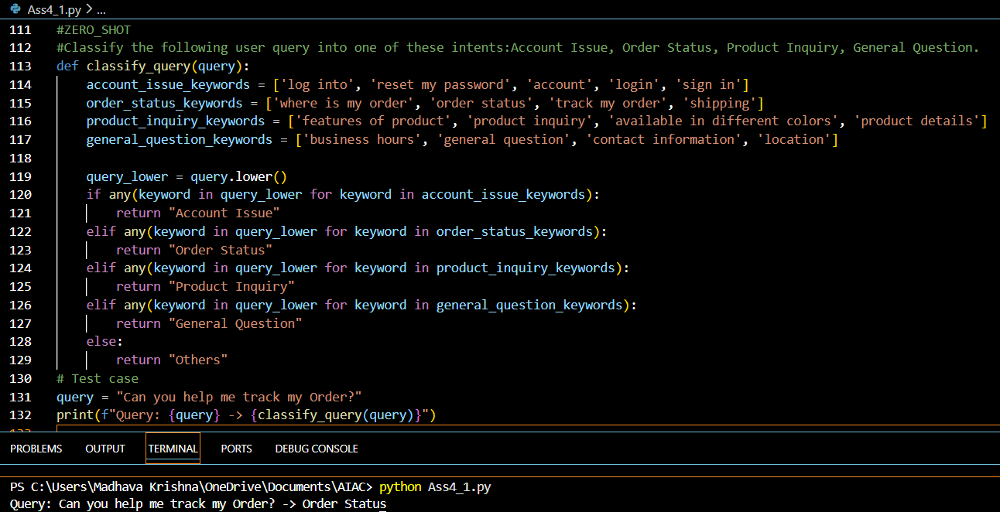 Ass4_1.py > ...
111 #ZERO_SHOT
112 #Classify the following user query into one of these intents:Account Issue, Order Status, Product Inquiry, General Question.
113 def classify_query(query):
114     account_issue_keywords = ['log into', 'reset my password', 'account', 'login', 'sign in']
115     order_status_keywords = ['where is my order', 'order status', 'track my order', 'shipping']
116     product_inquiry_keywords = ['features of product', 'product inquiry', 'available in different colors', 'product details']
117     general_question_keywords = ['business hours', 'general question', 'contact information', 'location']
118
119     query_lower = query.lower()
120     if any(keyword in query_lower for keyword in account_issue_keywords):
121         return "Account Issue"
122     elif any(keyword in query_lower for keyword in order_status_keywords):
123         return "Order Status"
124     elif any(keyword in query_lower for keyword in product_inquiry_keywords):
125         return "Product Inquiry"
126     elif any(keyword in query_lower for keyword in general_question_keywords):
127         return "General Question"
128     else:
129         return "Others"
130 # Test case
131 query = "Can you help me track my Order?"
132 print(f"Query: {query} -> {classify_query(query)}")
PROBLEMS OUTPUT TERMINAL PORTS DEBUG CONSOLE
PS C:\Users\Madhava Krishna\OneDrive\Documents\AIAC> python Ass4_1.py
Query: Can you help me track my Order? -> Order Status